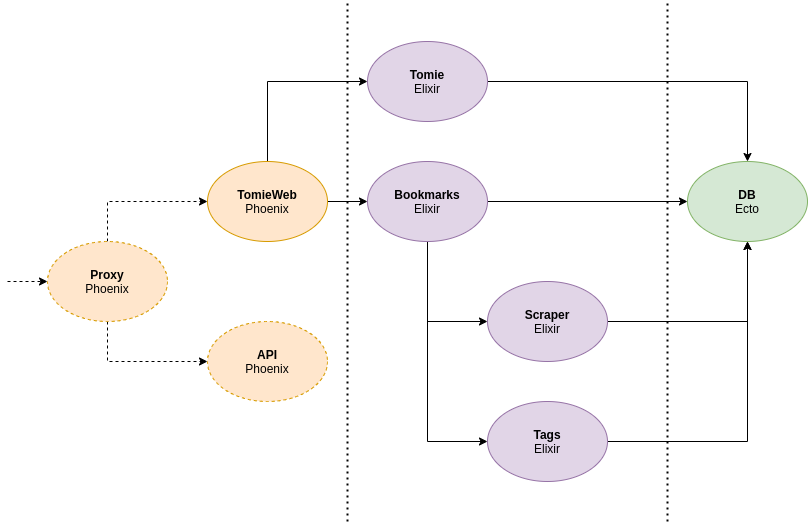 Tomie
Elixir
TomieWeb
Phoenix
Bookmarks
Elixir
DB
Ecto
Proxy
Phoenix
Scraper
Elixir
API
Phoenix
Tags
Elixir